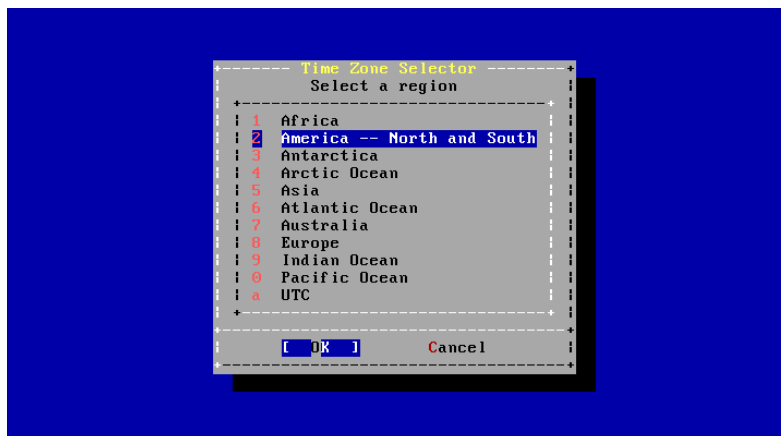 Time Zone Selector
Select a region
1 Africa
2 America -- North and South
3 Antarctica
4 Arctic Ocean
5 Asia
6 Atlantic Ocean
7 Australia
8 Europe
9 Indian Ocean
0 Pacific Ocean
a UTC
[ OK ] Cancel